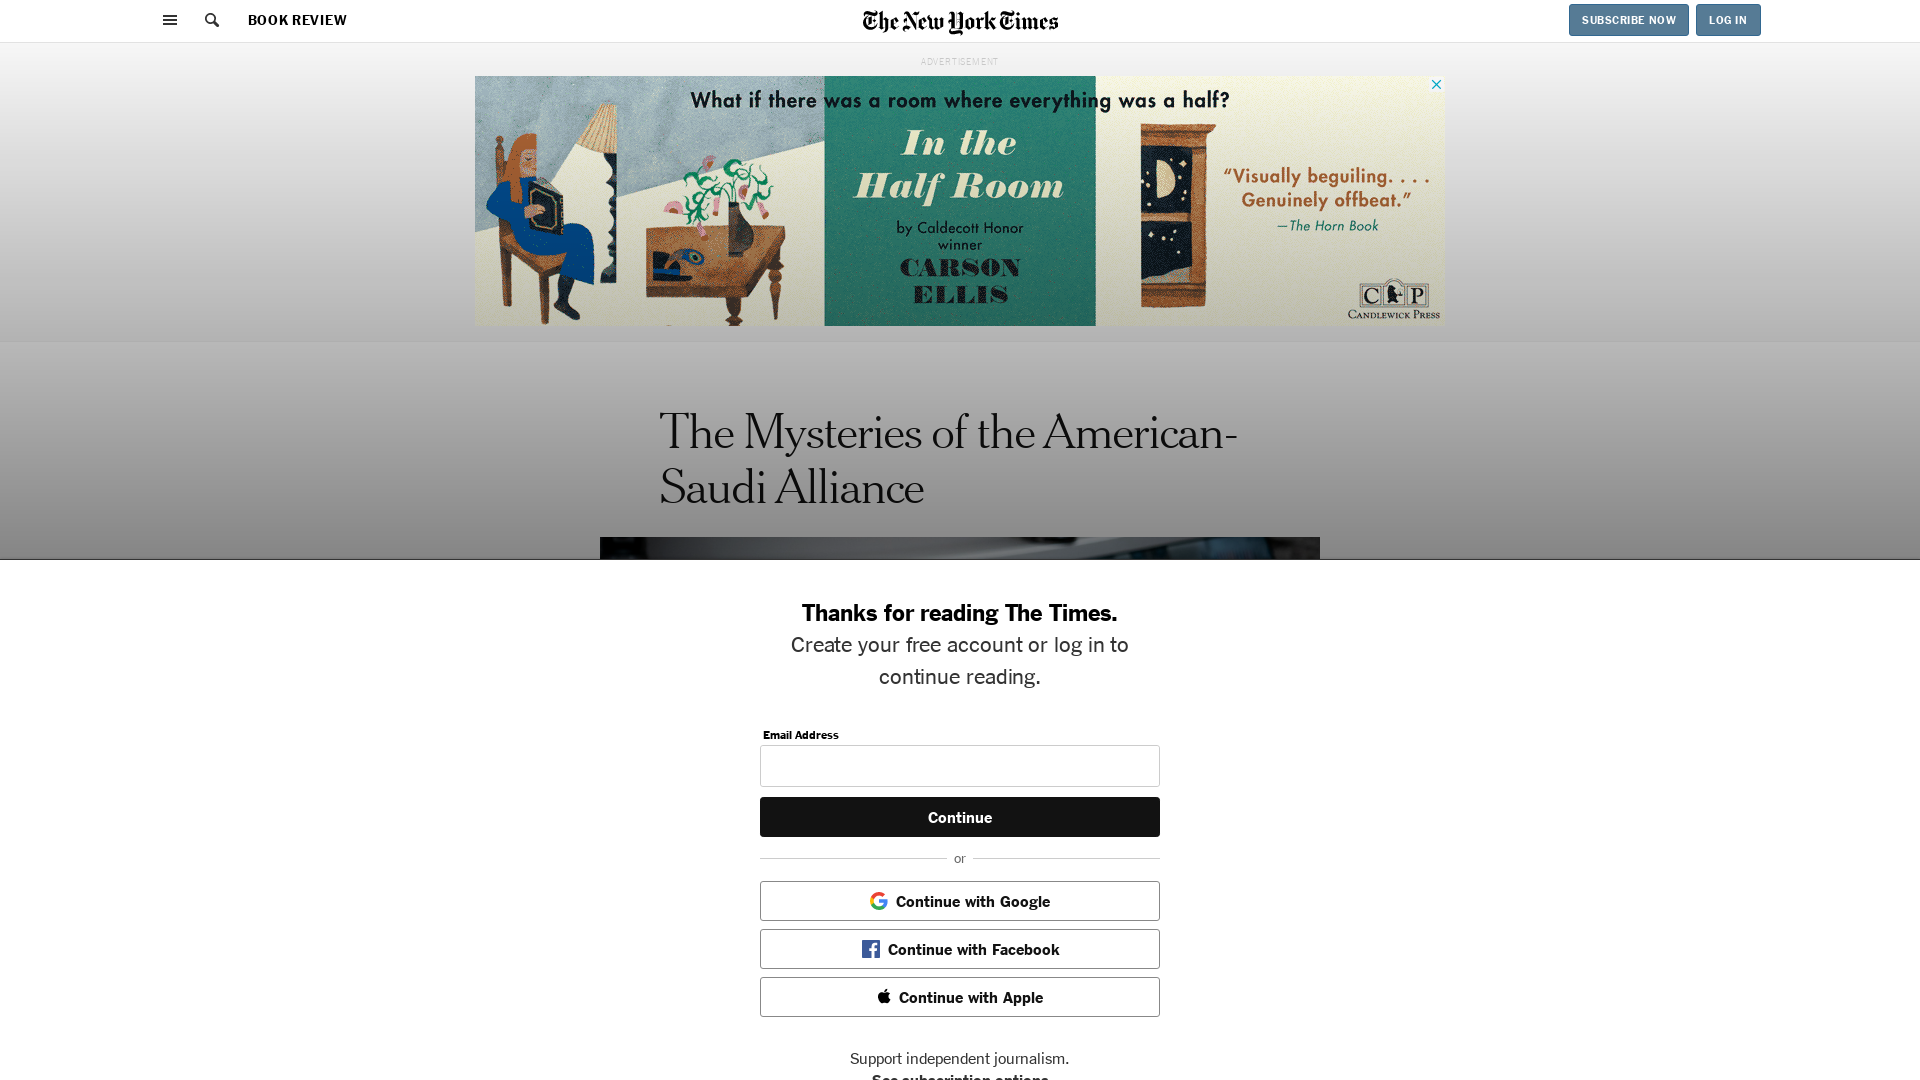 BOOK REVIEW
The New York Times
SUBSCRIBE NOW
LOG IN
ADVERTISEMENT
What if there was a room where everything was a half?
In the
Half Room
by Caldecott Honor
winner
CARSON
ELLIS
“Visually beguiling. . . .
Genuinely offbeat.”
—The Horn Book
C P
CANDLEWICK PRESS
The Mysteries of the American-
Saudi Alliance
Thanks for reading The Times.
Create your free account or log in to
continue reading.
Email Address
Continue
or
Continue with Google
Continue with Facebook
Continue with Apple
Support independent journalism.
See subscription options